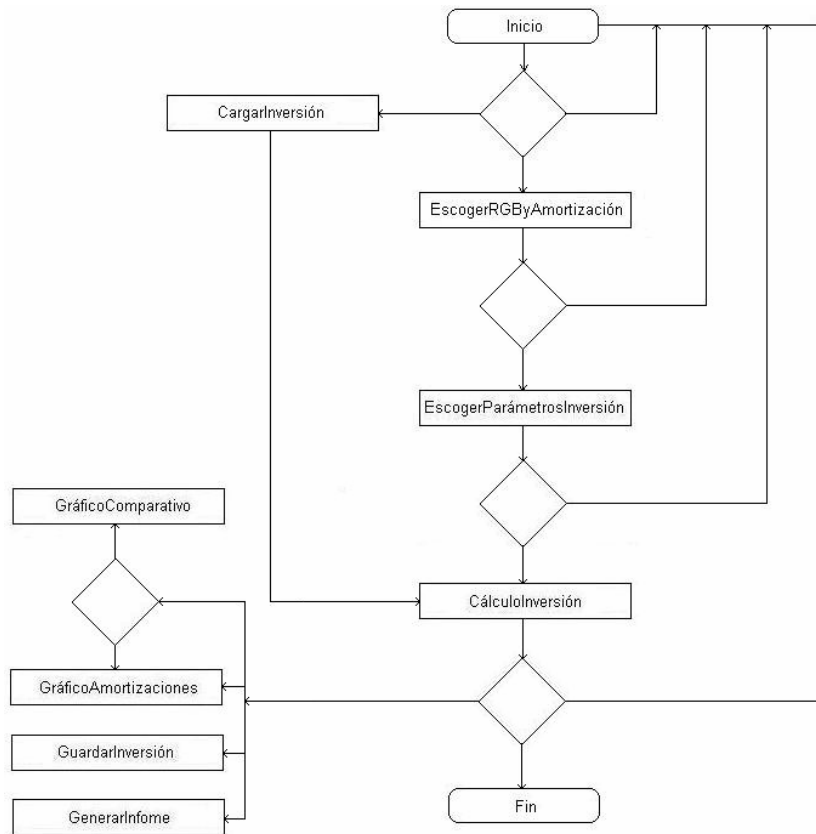 Inicio
CargarInversión
EscogerRGByAmortización
EscogerParámetrosInversión
GráficoComparativo
CálculoInversión
GráficoAmortizaciones
GuardarInversión
GenerarInfome
Fin